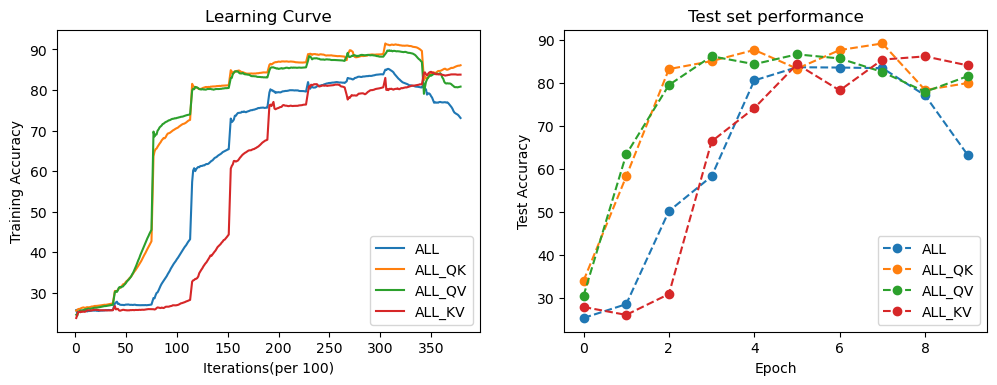 Learning Curve
Training Accuracy
90
80
70
60
50
40
30
0
50
100
150
200
250
300
350
Iterations(per 100)
ALL
ALL_QK
ALL_QV
ALL_KV
Test set performance
Test Accuracy
90
80
70
60
50
40
30
0
2
4
6
8
Epoch
ALL
ALL_QK
ALL_QV
ALL_KV